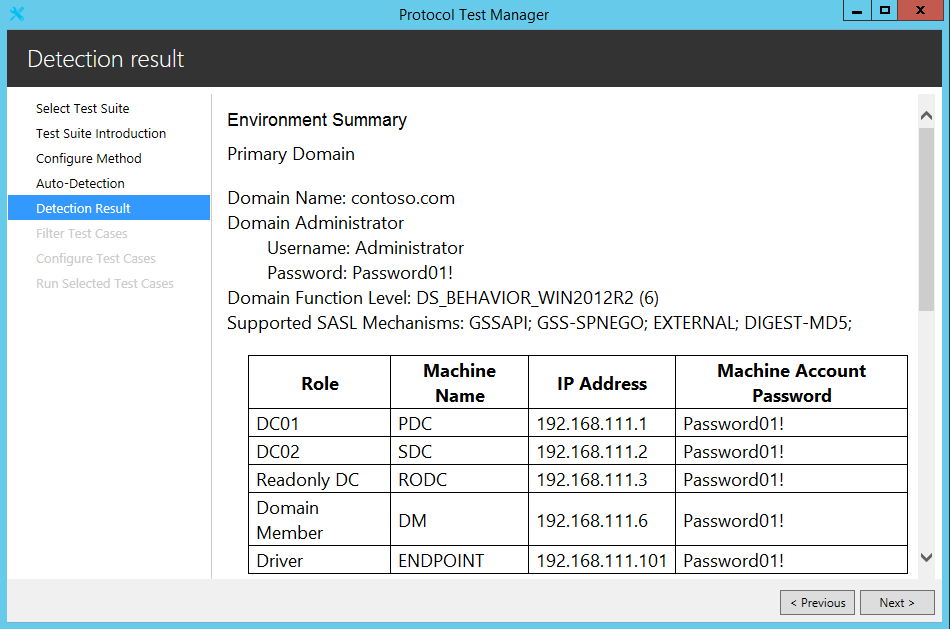 Protocol Test Manager
Detection result
Select Test Suite
Test Suite Introduction
Configure Method
Auto-Detection
Detection Result
Filter Test Cases
Configure Test Cases
Run Selected Test Cases
Environment Summary
Primary Domain
Domain Name: contoso.com
Domain Administrator
Username: Administrator
Password: Password01!
Domain Function Level: DS_BEHAVIOR_WIN2012R2 (6)
Supported SASL Mechanisms: GSSAPI; GSS-SPNEGO; EXTERNAL; DIGEST-MD5;
Role Machine Name IP Address Machine Account Password
DC01 PDC 192.168.111.1 Password01!
DC02 SDC 192.168.111.2 Password01!
Readonly DC RODC 192.168.111.3 Password01!
Domain Member DM 192.168.111.6 Password01!
Driver ENDPOINT 192.168.111.101 Password01!
< Previous Next >